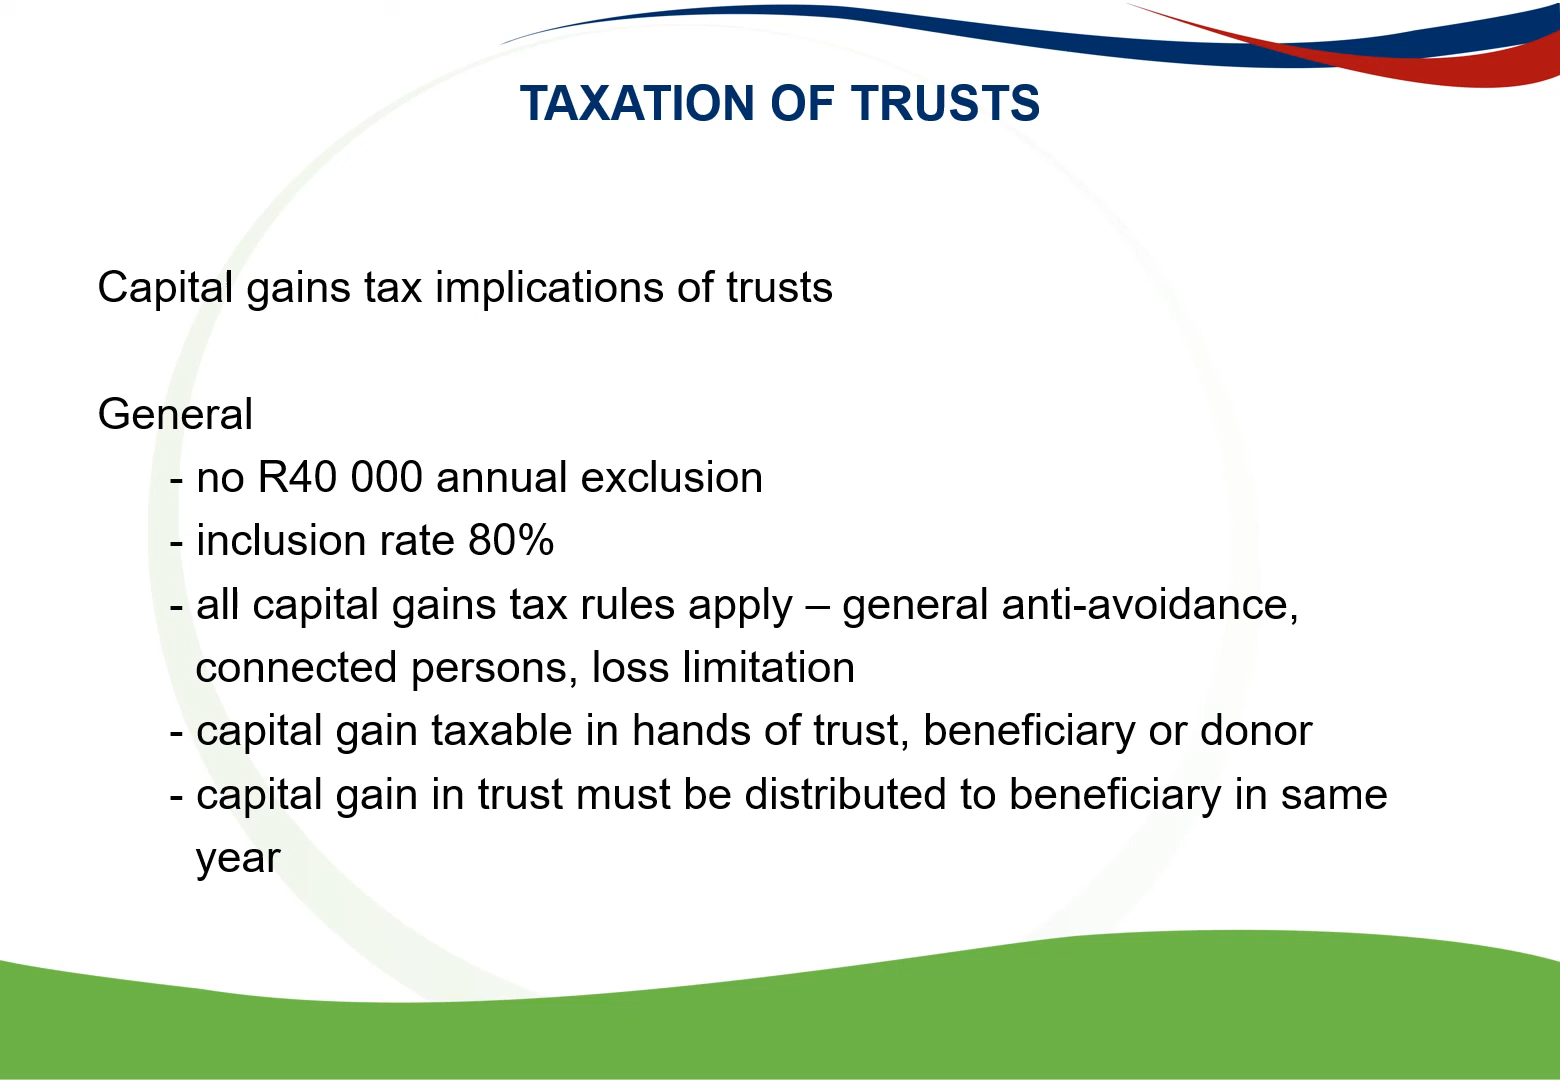 TAXATION OF TRUSTS
Capital gains tax implications of trusts
General
- no R40 000 annual exclusion
- inclusion rate 80%
- all capital gains tax rules apply – general anti-avoidance,
connected persons, loss limitation
- capital gain taxable in hands of trust, beneficiary or donor
- capital gain in trust must be distributed to beneficiary in same
year